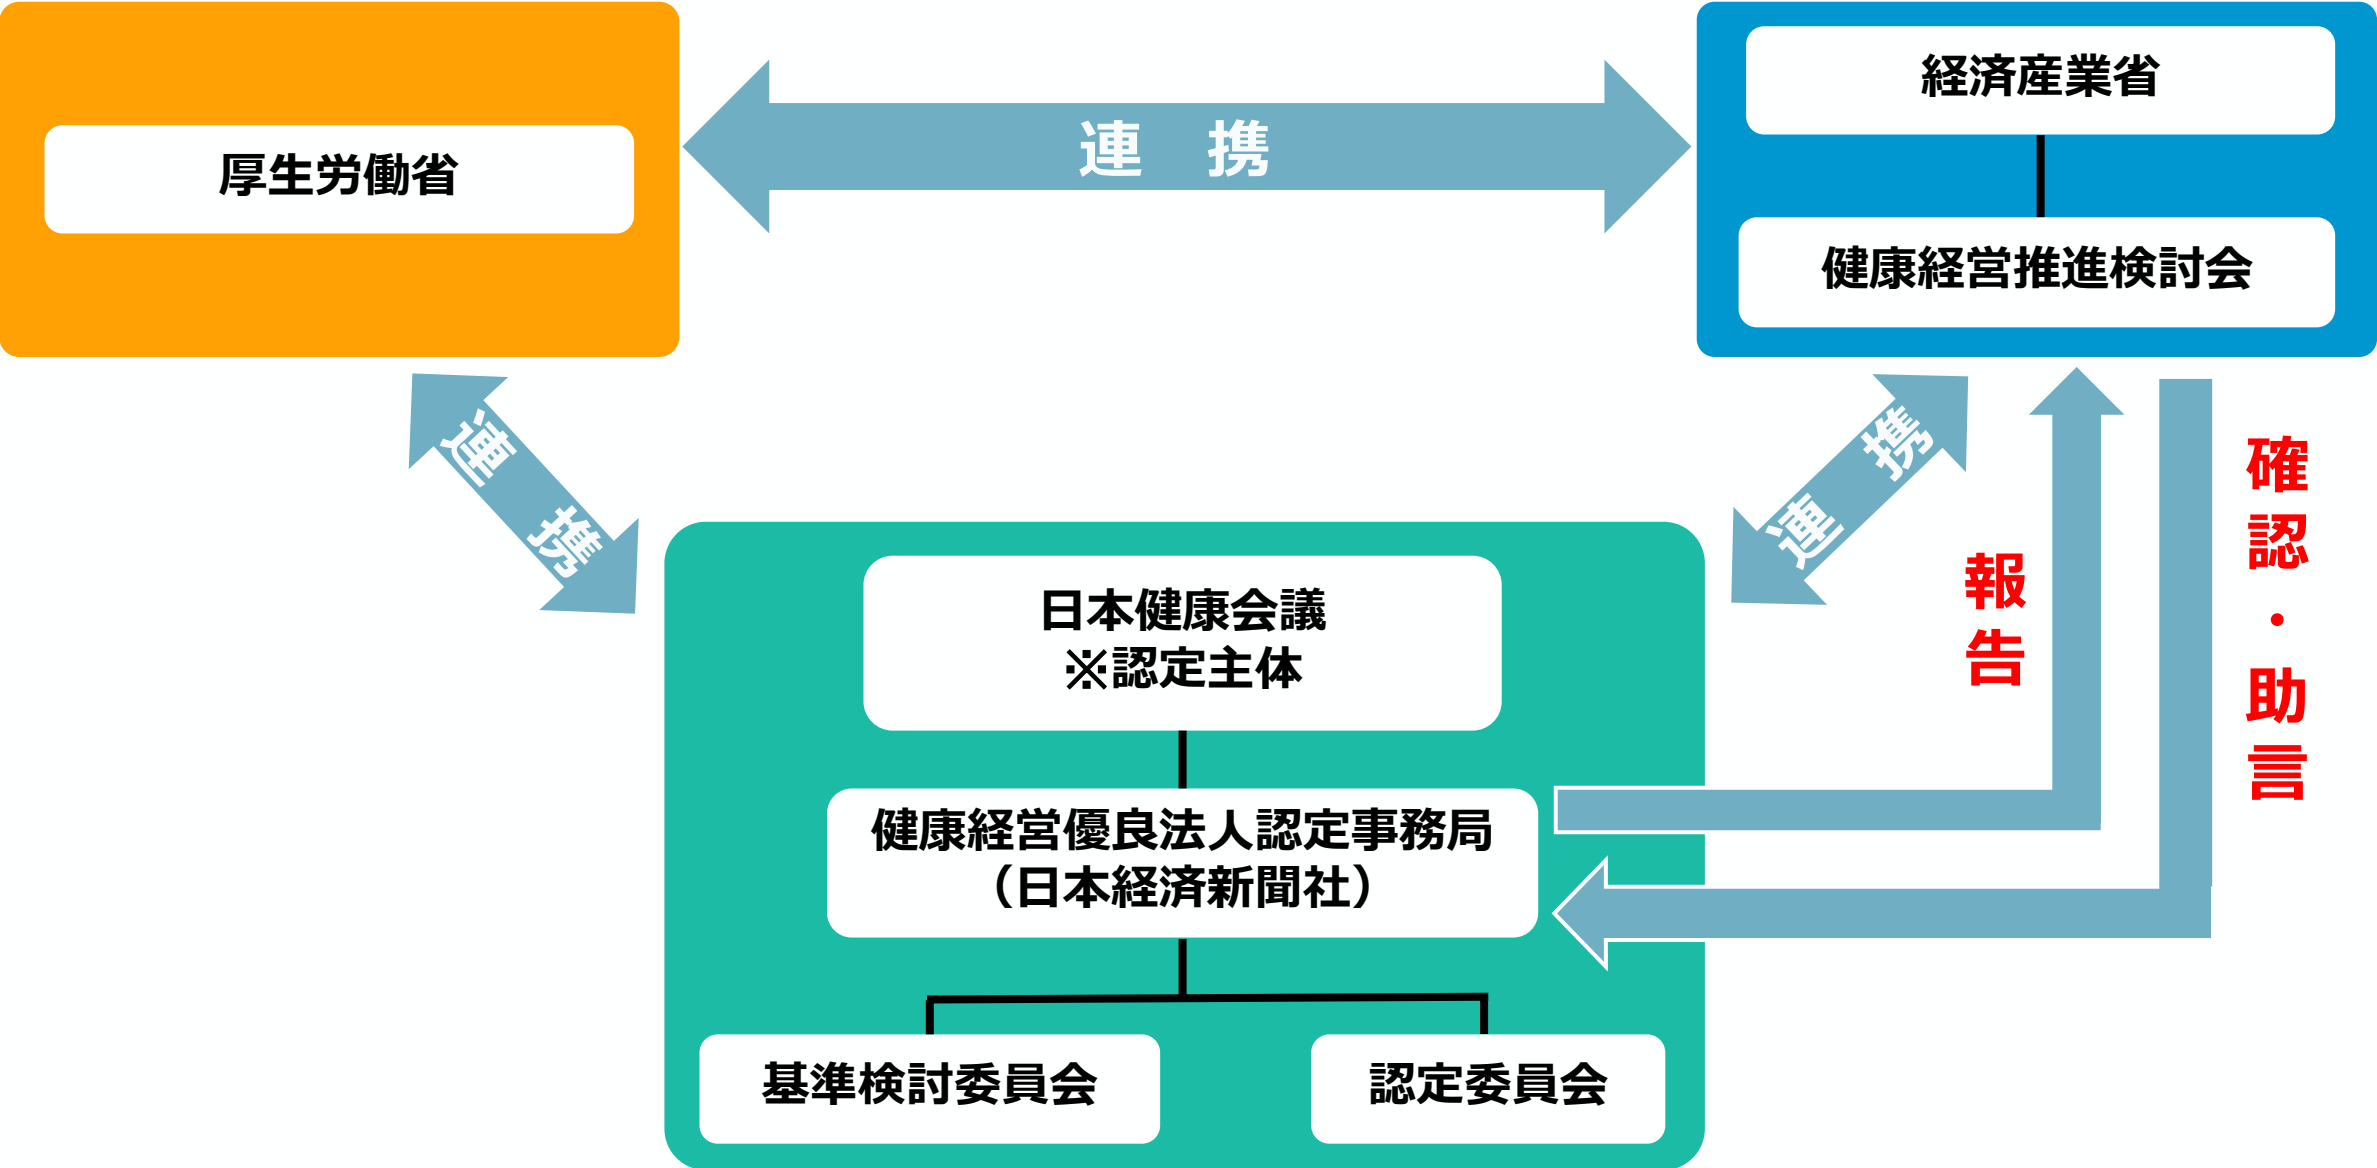 厚生労働省
連　携
経済産業省
健康経営推進検討会
連　携
連　携
報告
確認・助言
日本健康会議
※認定主体
健康経営優良法人認定事務局
（日本経済新聞社）
基準検討委員会
認定委員会